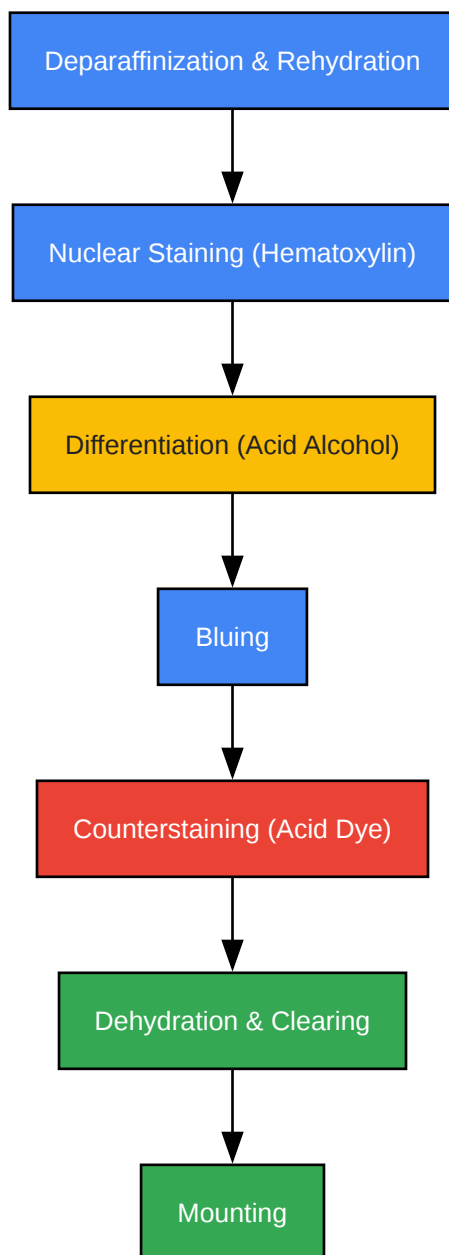 Deparaffinization & Rehydration
Nuclear Staining (Hematoxylin)
Differentiation (Acid Alcohol)
Bluing
Counterstaining (Acid Dye)
Dehydration & Clearing
Mounting